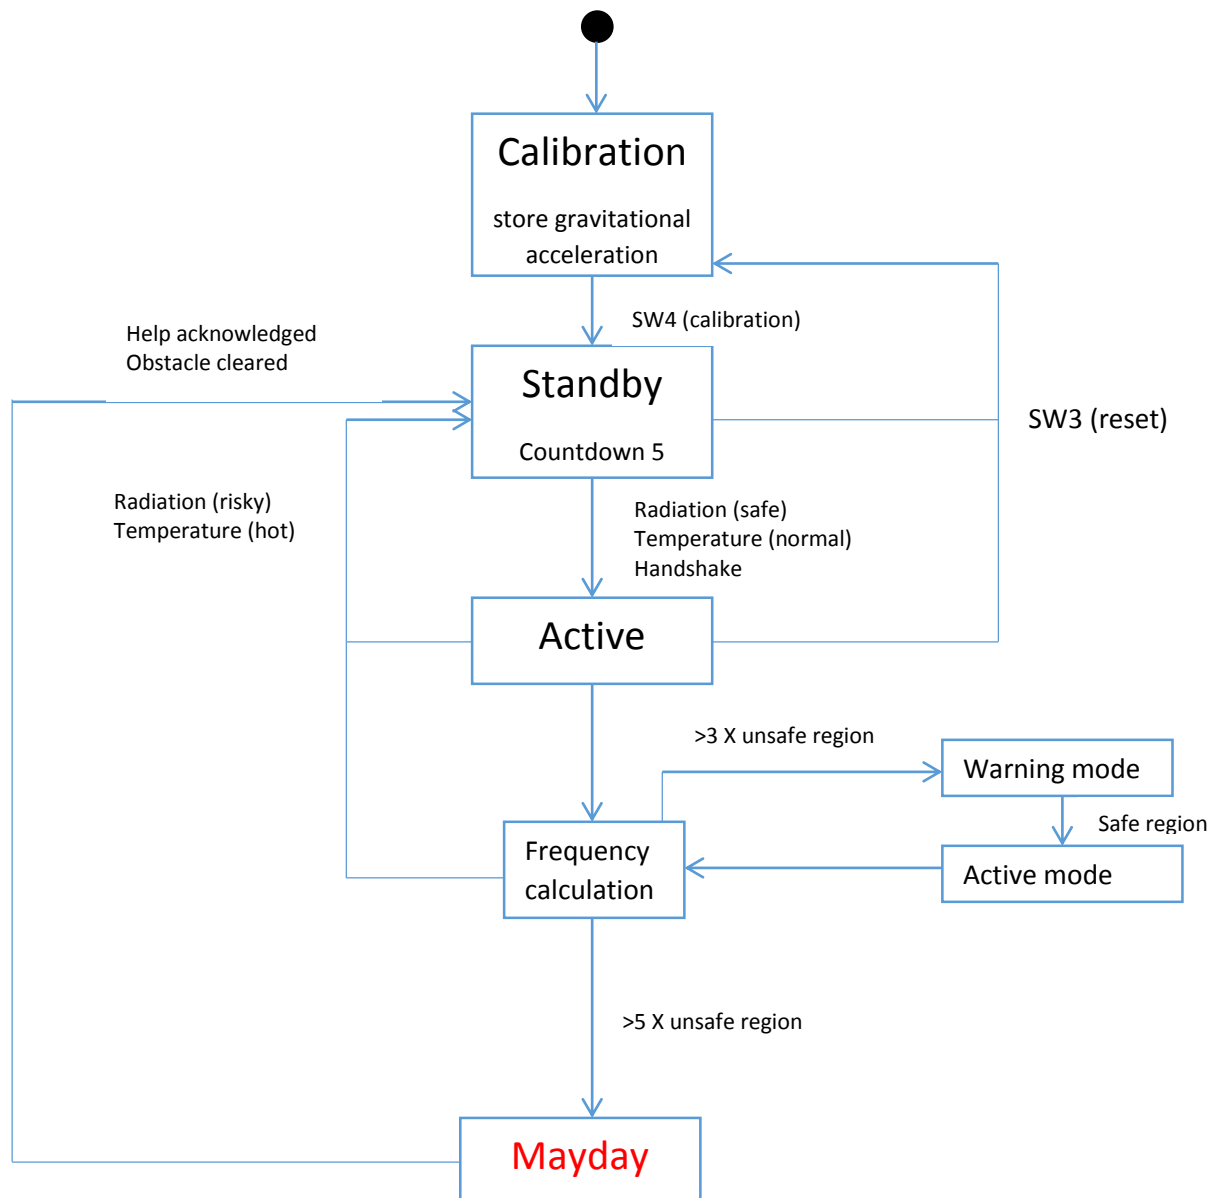 Calibration
store gravitational
acceleration
SW4 (calibration)
Help acknowledged
Obstacle cleared
Standby
Countdown 5
SW3 (reset)
Radiation (risky)
Temperature (hot)
Radiation (safe)
Temperature (normal)
Handshake
Active
>3 X unsafe region
Warning mode
Safe region
Frequency
calculation
Active mode
>5 X unsafe region
Mayday